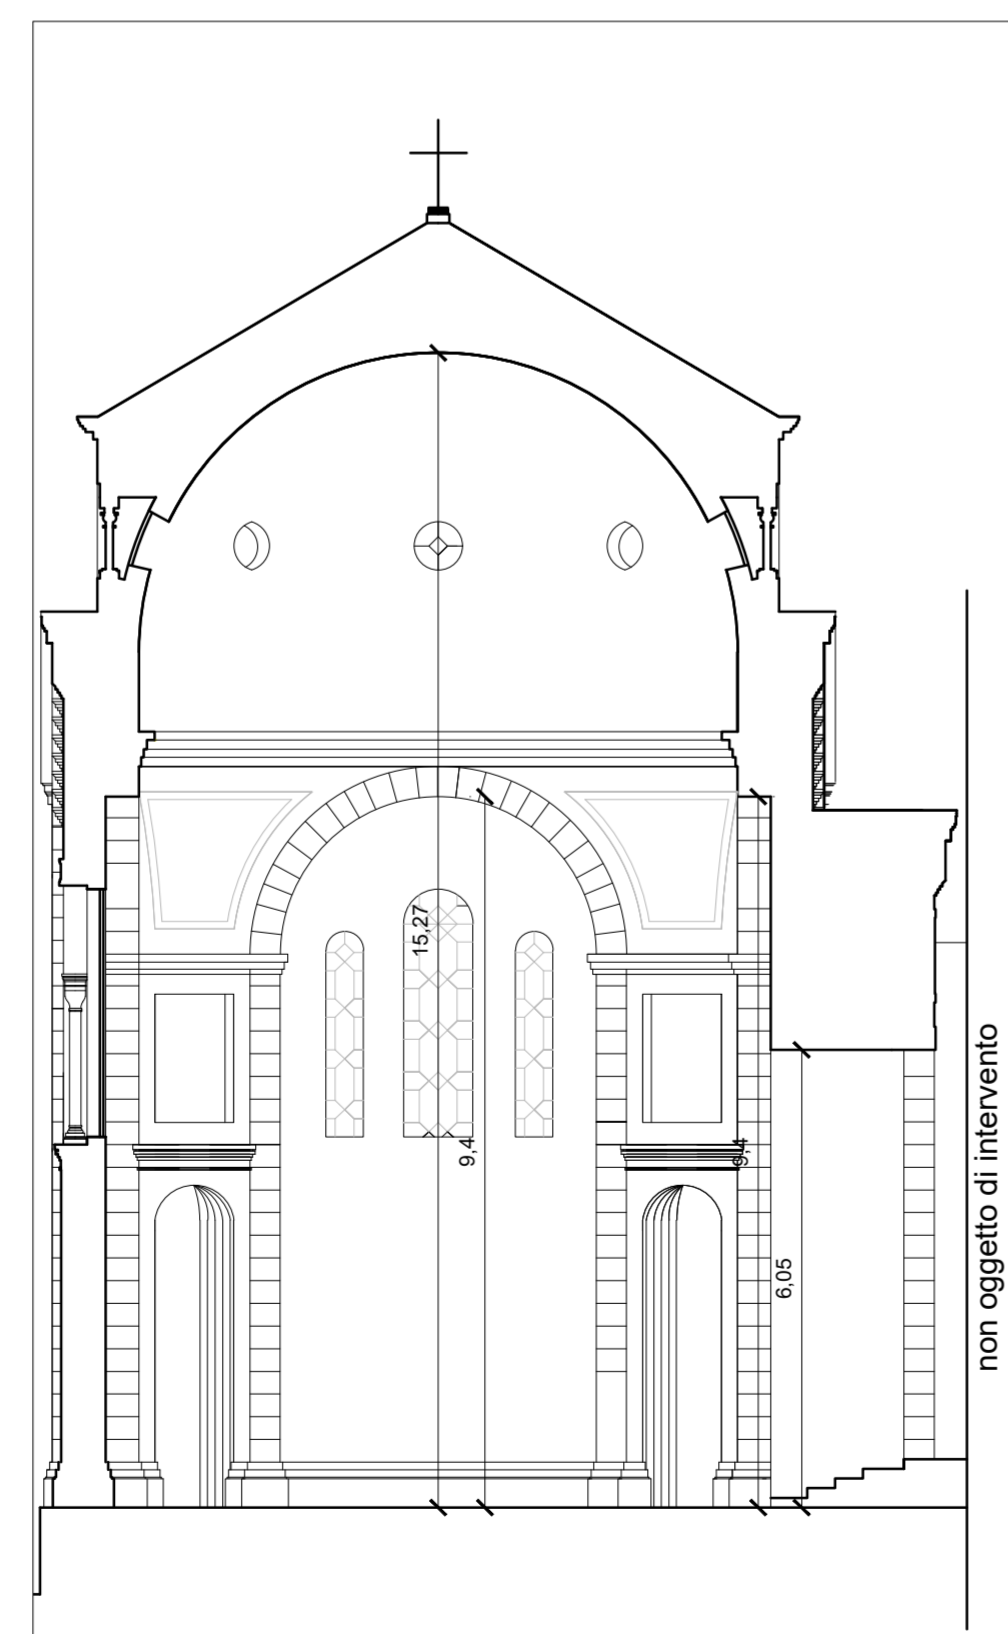 15,27
9,4
9,4
6,05
non oggetto di intervento